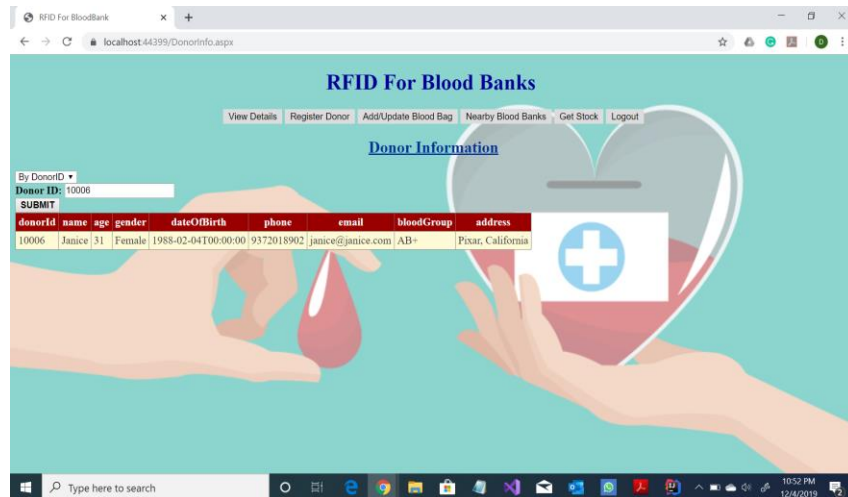 RFID For BloodBank
localhost:44399/DonorInfo.aspx
RFID For Blood Banks
View Details Register Donor Add/Update Blood Bag Nearby Blood Banks Get Stock Logout
Donor Information
By DonorID
Donor ID: 10006
SUBMIT
donorId name age gender dateOfBirth phone email bloodGroup address
10006 Janice 31 Female 1988-02-04T00:00:00 9372018902 janice@janice.com AB+ Pixar, California
Type here to search
10:52 PM
12/4/2019